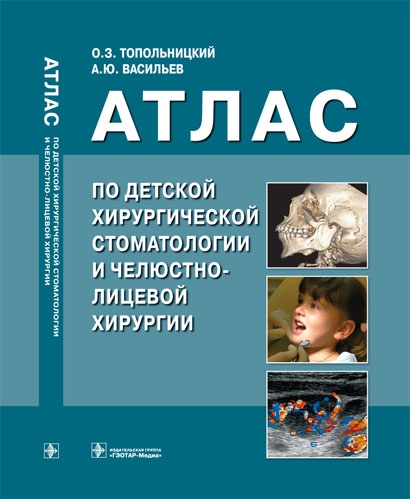 О.З. ТОПОЛЬНИЦКИЙ
А.Ю. ВАСИЛЬЕВ
АТЛАС
ПО ДЕТСКОЙ
ХИРУРГИЧЕСКОЙ
СТОМАТОЛОГИИ
И ЧЕЛЮСТНО-
ЛИЦЕВОЙ
ХИРУРГИИ
ИЗДАТЕЛЬСКАЯ ГРУППА
«ГЭОТАР-Медиа»
АТЛАС
ПО ДЕТСКОЙ ХИРУРГИЧЕСКОЙ СТОМАТОЛОГИИ
И ЧЕЛЮСТНО-ЛИЦЕВОЙ ХИРУРГИИ